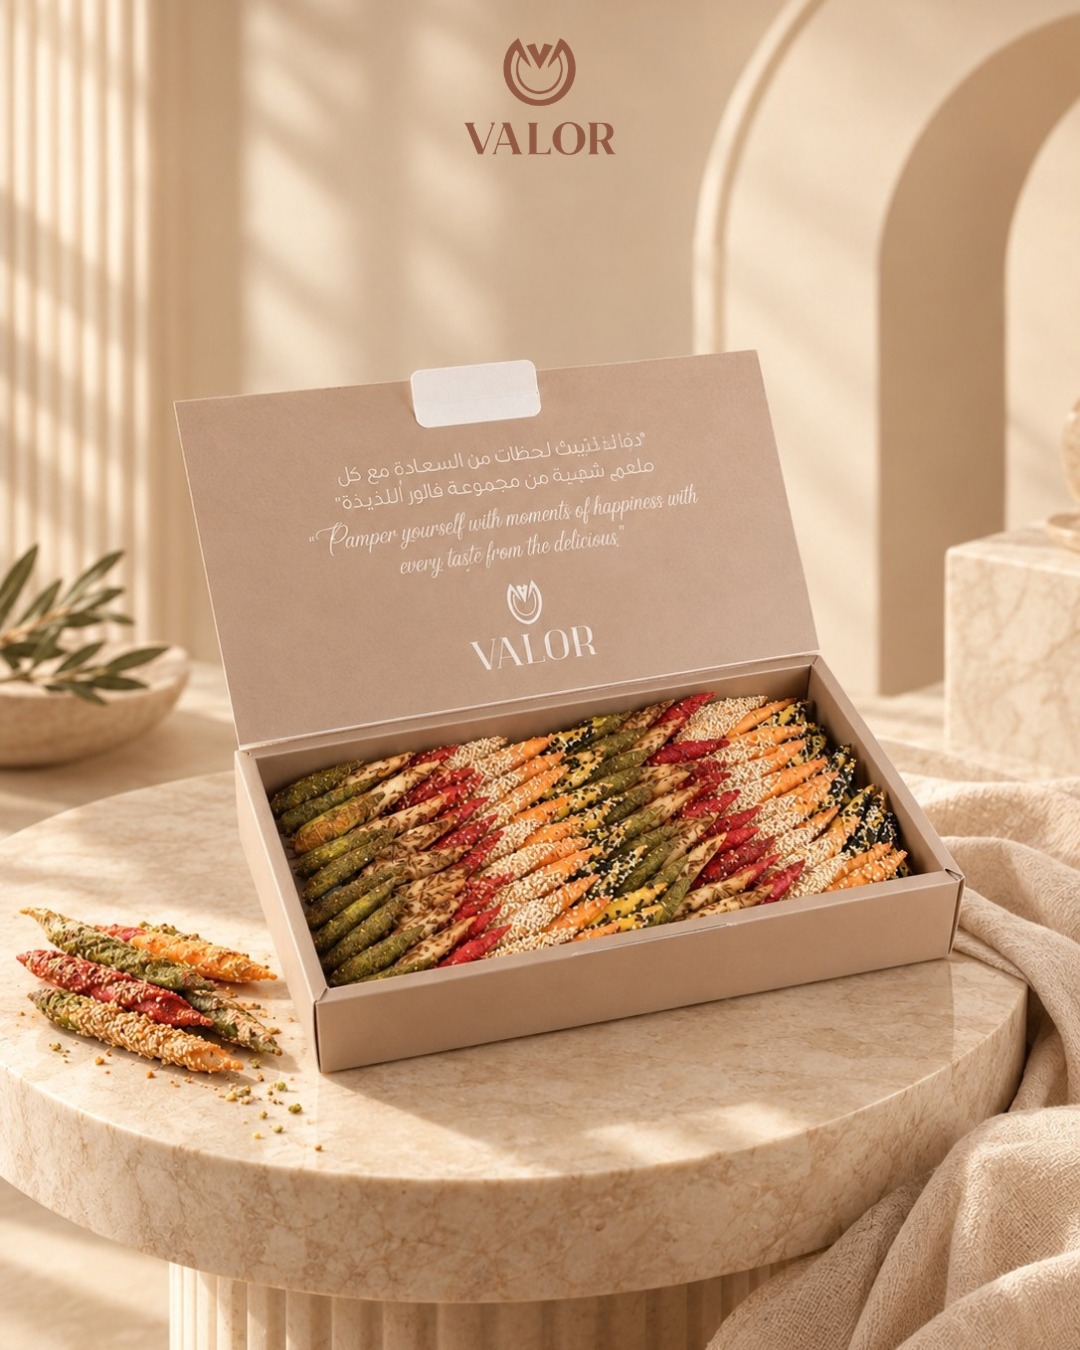 VALOR
لحظات من السعادة مع كل
من مجموعة فالور أللذيذة"
"Pamper yourself with moments of happiness with
every taste from the delicious."
VALOR